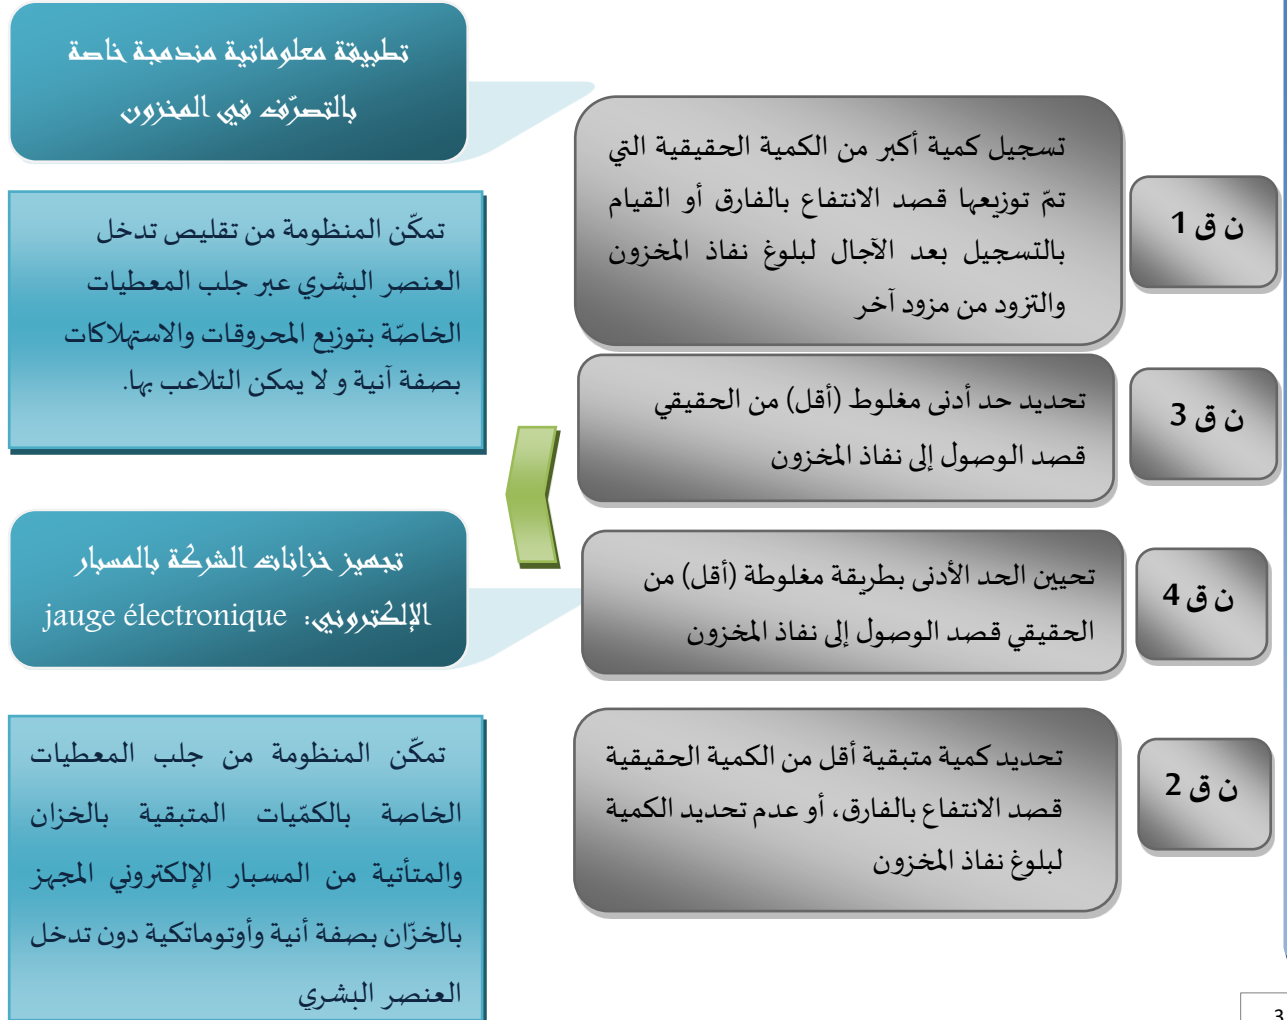 ن ق 1
تسجيل كمية أكبر من الكمية الحقيقية التي
تمّ توزيعها قصد الانتفاع بالفارق أو القيام
بالتسجيل بعد الآجال لبلوغ نفاذ المخزون
والتزود من مزود آخر
ن ق 3
تحديد حد أدنى مغلوط (أقل) من الحقيقي
قصد الوصول إلى نفاذ المخزون
ن ق 4
تحيين الحد الأدنى بطريقة مغلوطة (أقل) من
الحقيقي قصد الوصول إلى نفاذ المخزون
ن ق 2
تحديد كمية متبقية أقل من الكمية الحقيقية
قصد الانتفاع بالفارق، أو عدم تحديد الكمية
لبلوغ نفاذ المخزون
تطبيقة معلوماتية مندمجة خاصة
بالتصرّف في المخزون
تمكّن المنظومة من تقليص تدخل
العنصر البشري عبر جلب المعطيات
الخاصّة بتوزيع المحروقات والاستهلاكات
بصفة آنية و لا يمكن التلاعب بها.
تجهيز خزانات الشركة بالمسبار
الإلكتروني: jauge électronique
تمكّن المنظومة من جلب المعطيات
الخاصة بالكمّيات المتبقية بالخزان
والمتأتية من المسبار الإلكتروني المجهز
بالخزّان بصفة أنية وأوتوماتكية دون تدخل
العنصر البشري
3